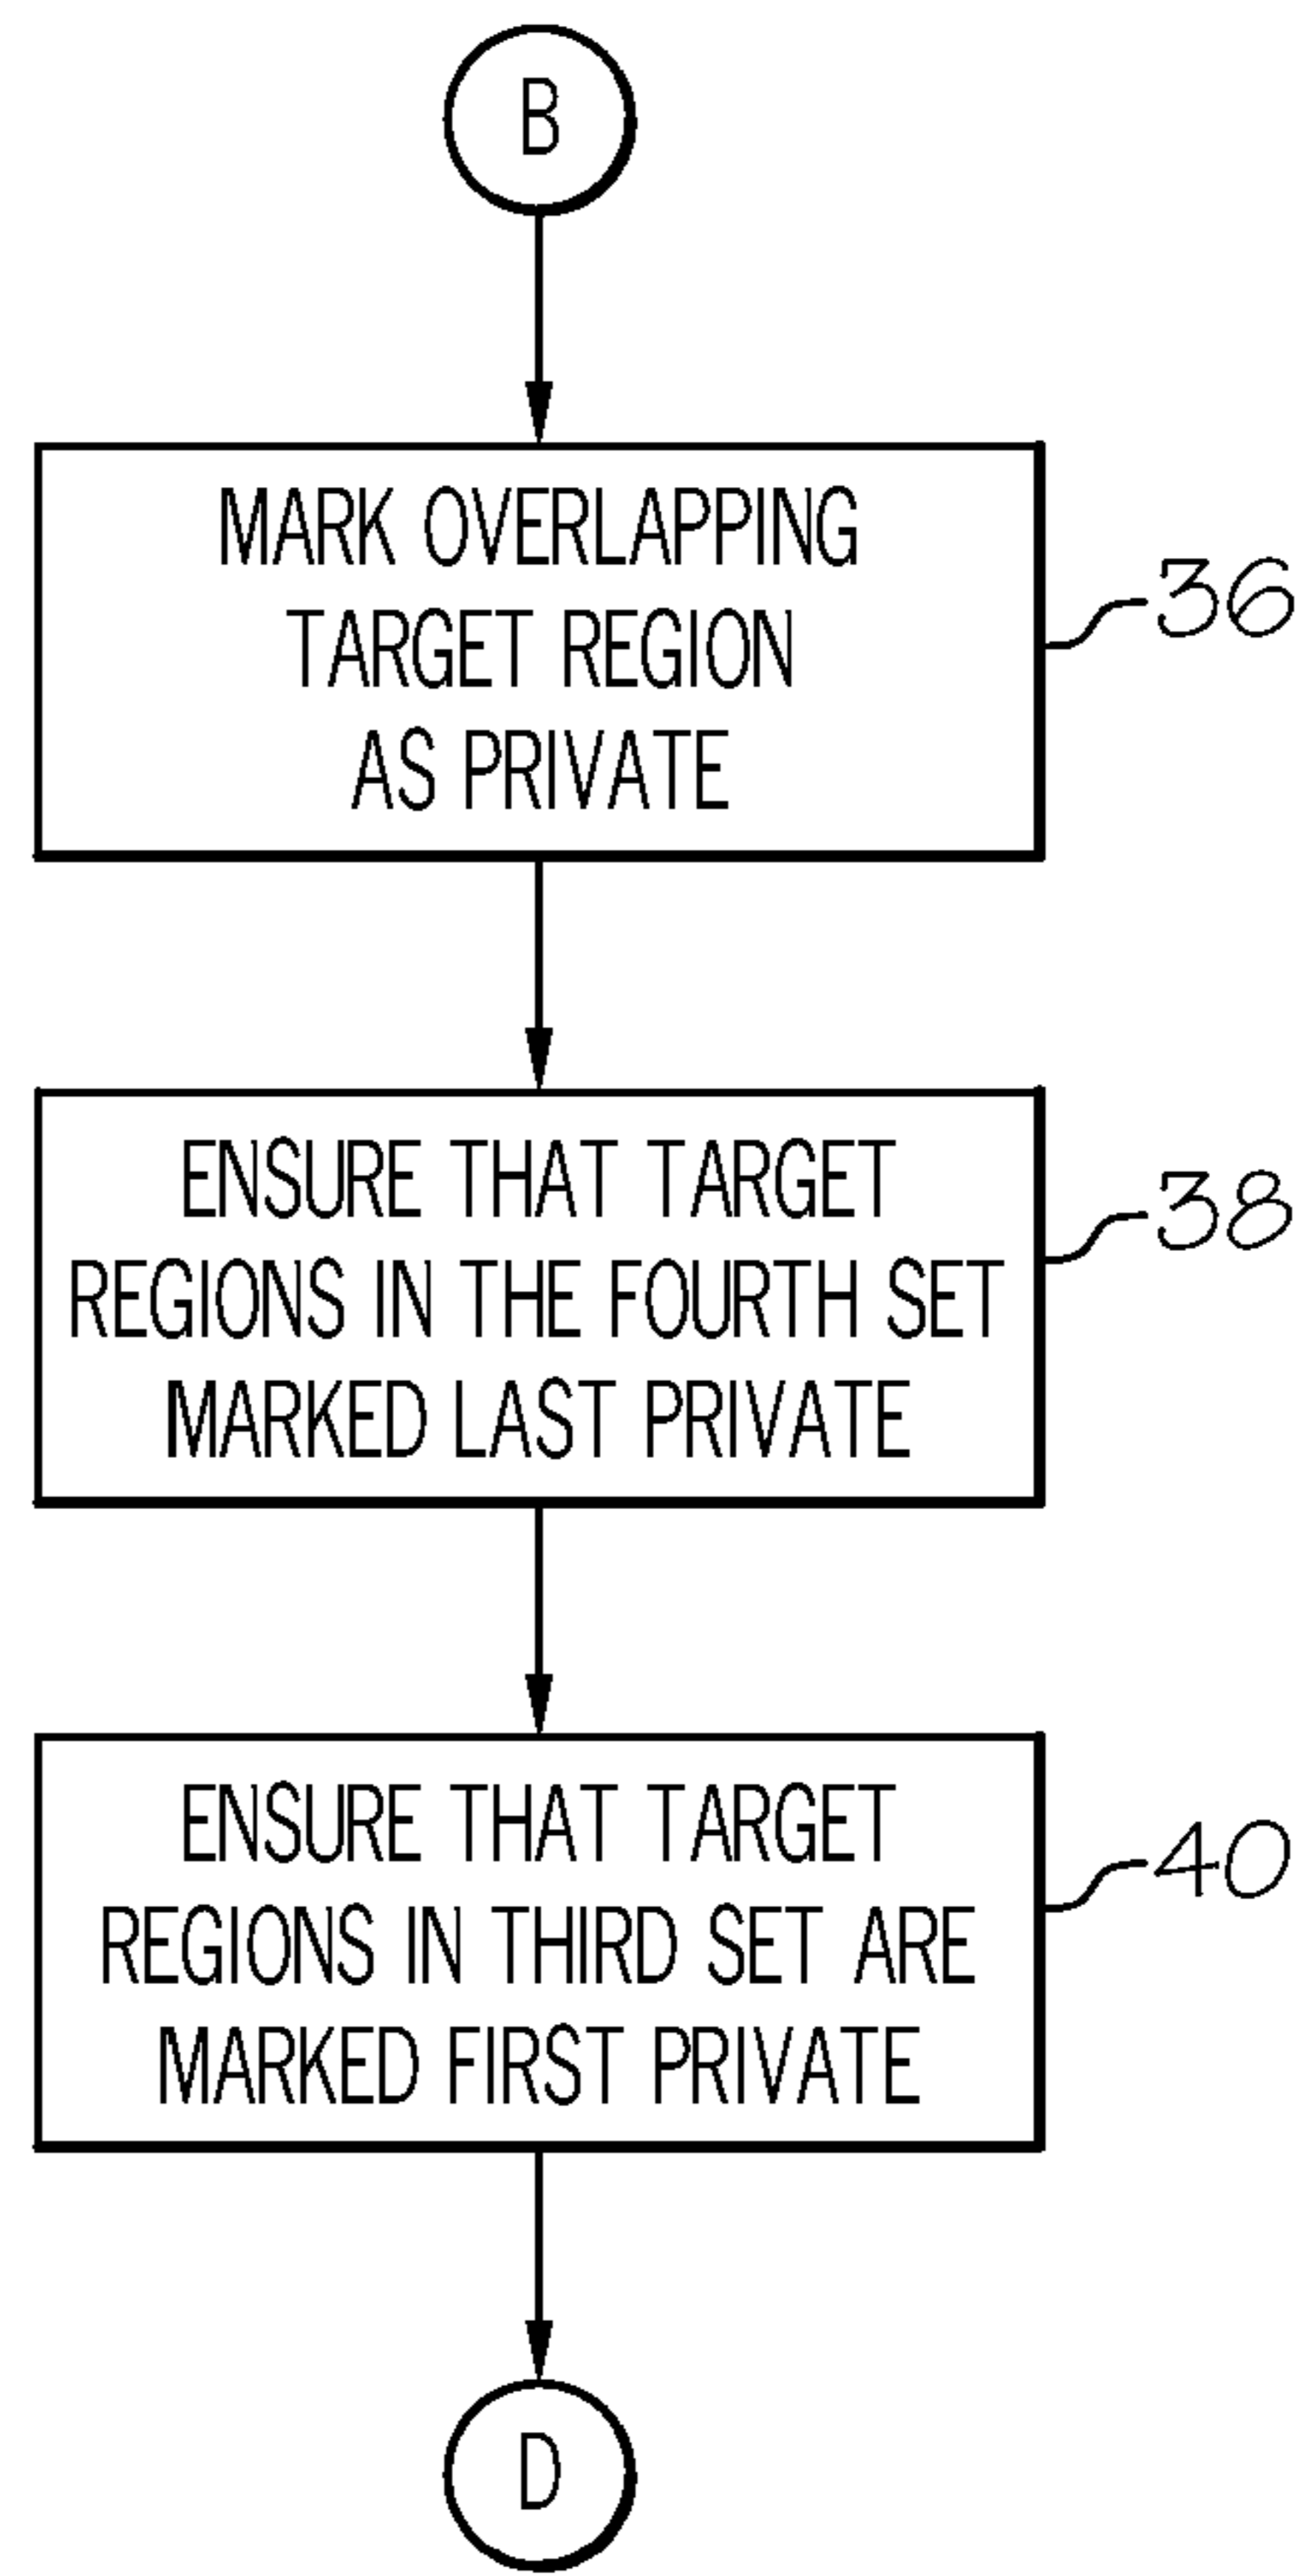 B
MARK OVERLAPPING
TARGET REGION
AS PRIVATE
36
ENSURE THAT TARGET
REGIONS IN THE FOURTH SET
MARKED LAST PRIVATE
38
ENSURE THAT TARGET
REGIONS IN THIRD SET ARE
MARKED FIRST PRIVATE
40
D